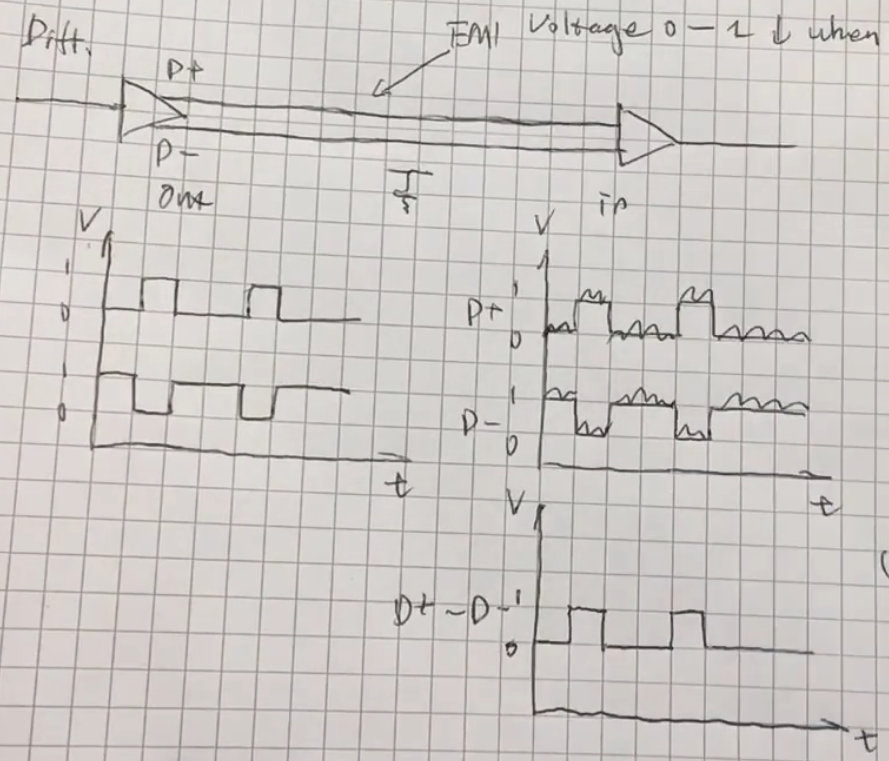 Diff.
EMI Voltage 0 - 1 ↓ when
D+
D-
Out
in
V
1
0
1
0
t
V
D+ 1
0
D- 1
0
t
V
D+ - D- 1
0
t